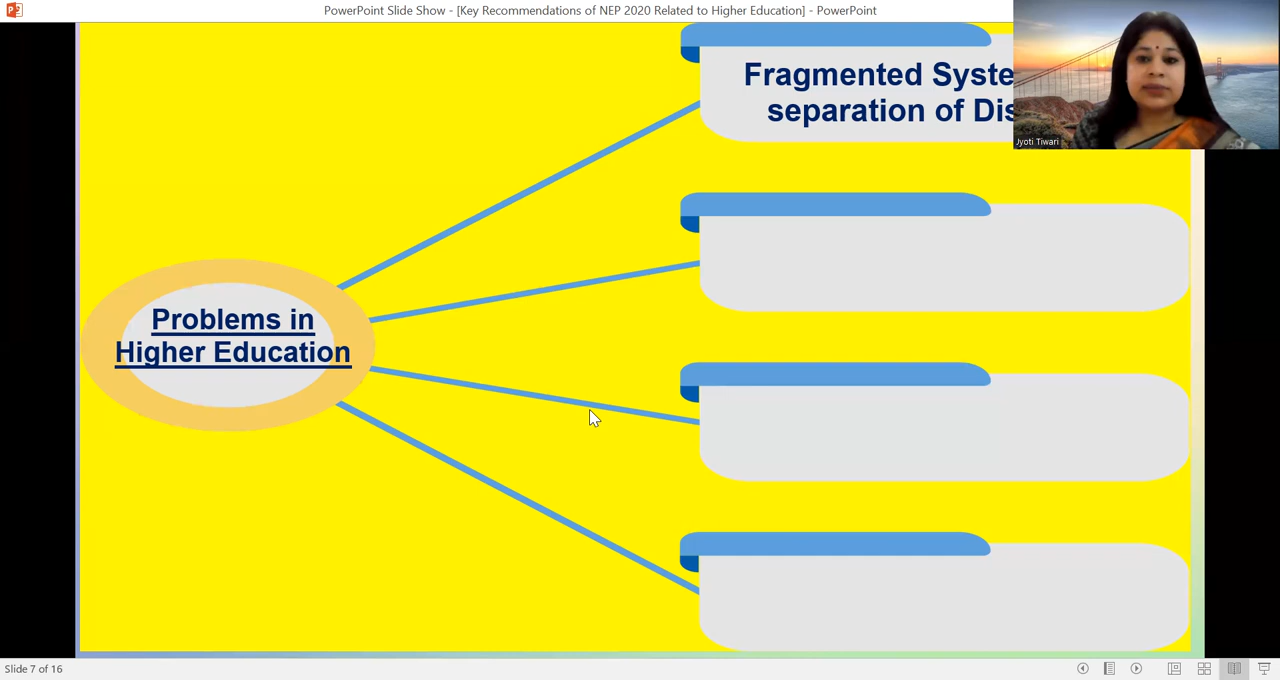 PowerPoint Slide Show - [Key Recommendations of NEP 2020 Related to Higher Education] - PowerPoint
Fragmented Syste
separation of Dis
Jyoti Tiwari
Problems in
Higher Education
Slide 7 of 16